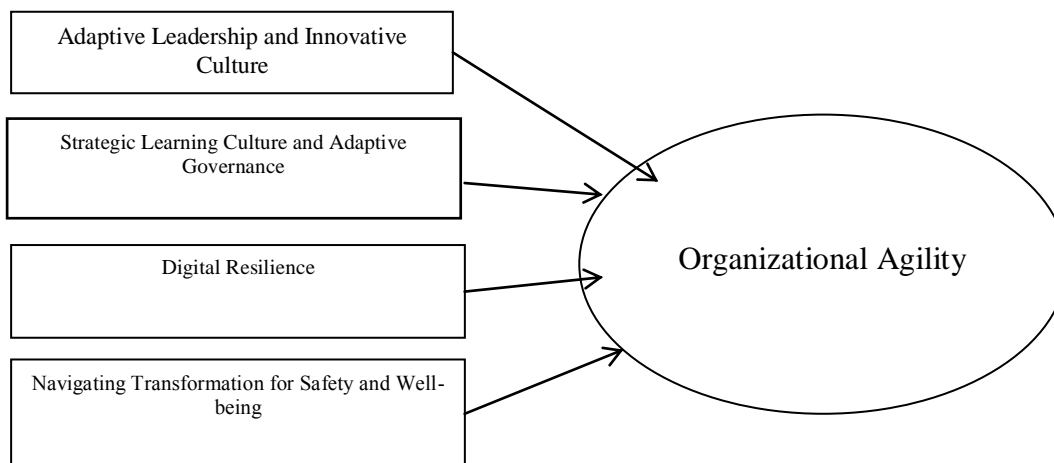 Adaptive Leadership and Innovative
Culture
Strategic Learning Culture and Adaptive
Governance
Digital Resilience
Navigating Transformation for Safety and Well-
being
Organizational Agility